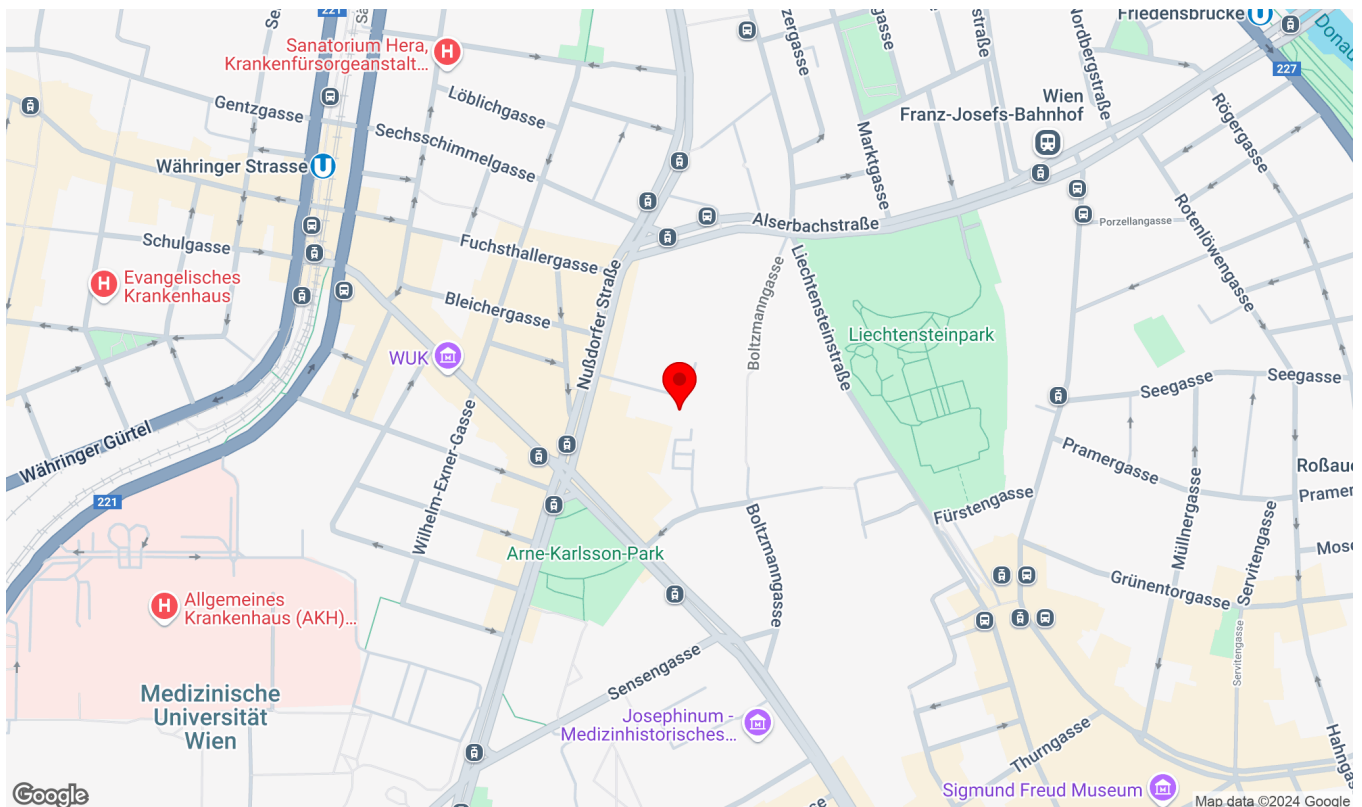 221
Friedensbrücke
Sanatorium Hera,
Krankenfürsorgeanstalt...
Nordbergstraße
227
Gentzgasse
Löblichgasse
Wien
Franz-Josefs-Bahnhof
Rögergasse
Sechsschimmelgasse
Marktgasse
Währinger Strasse
Alserbachstraße
Porzellangasse
Rotenlöwengasse
Schulgasse
Fuchsthallergasse
Evangelisches
Krankenhaus
Bleichergasse
Nußdorfer Straße
Boltzmanngasse
Liechtensteinstraße
Liechtensteinpark
WUK
Seegasse
Seegasse
Währinger Gürtel
Wilhelm-Exner-Gasse
Pramergasse
221
Fürstengasse
Müllnergasse
Servitengasse
Arne-Karlsson-Park
Boltzmanngasse
Grünentorgasse
Allgemeines
Krankenhaus (AKH)...
Sensengasse
Servitengasse
Medizinische
Universität
Wien
Josephinum -
Medizinhistorisches...
Thurngasse
Sigmund Freud Museum
Google
Map data ©2024 Google